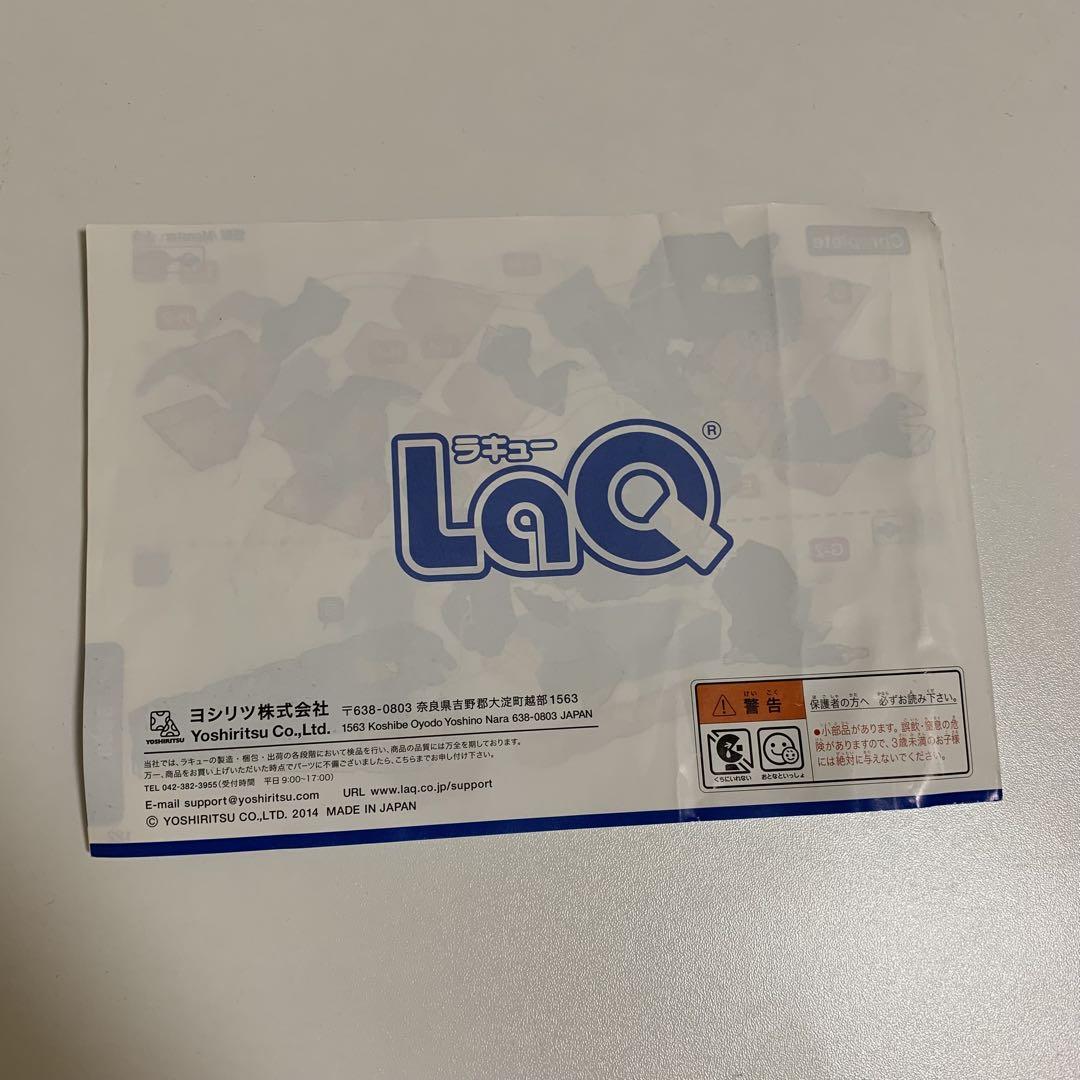 ラキュー
LaQ®
YOSHIRITSU
ヨシリツ株式会社 〒638-0803 奈良県吉野郡大淀町越部1563
Yoshiritsu Co.,Ltd. 1563 Koshibe Oyodo Yoshino Nara 638-0803 JAPAN
当社では、ラキューの製造・梱包・出荷の各段階において検品を行い、商品の品質には万全を期しております。
万一、商品をお買い上げいただいた時点でパーツに不備ございましたら、こちらまでお申し付け下さい。
TEL 042-382-3955(受付時間 平日9:00~17:00)
E-mail support@yoshiritsu.com URL www.laq.co.jp/support
© YOSHIRITSU CO.,LTD. 2014 MADE IN JAPAN
けいこく
警告
くちにいれない おとなといっしょ
保護者の方へ 必ずお読み下さい。
●小部品があります。誤飲・窒息の危
険がありますので、3歳未満のお子様
には絶対に与えないでください。
Complete
G-2